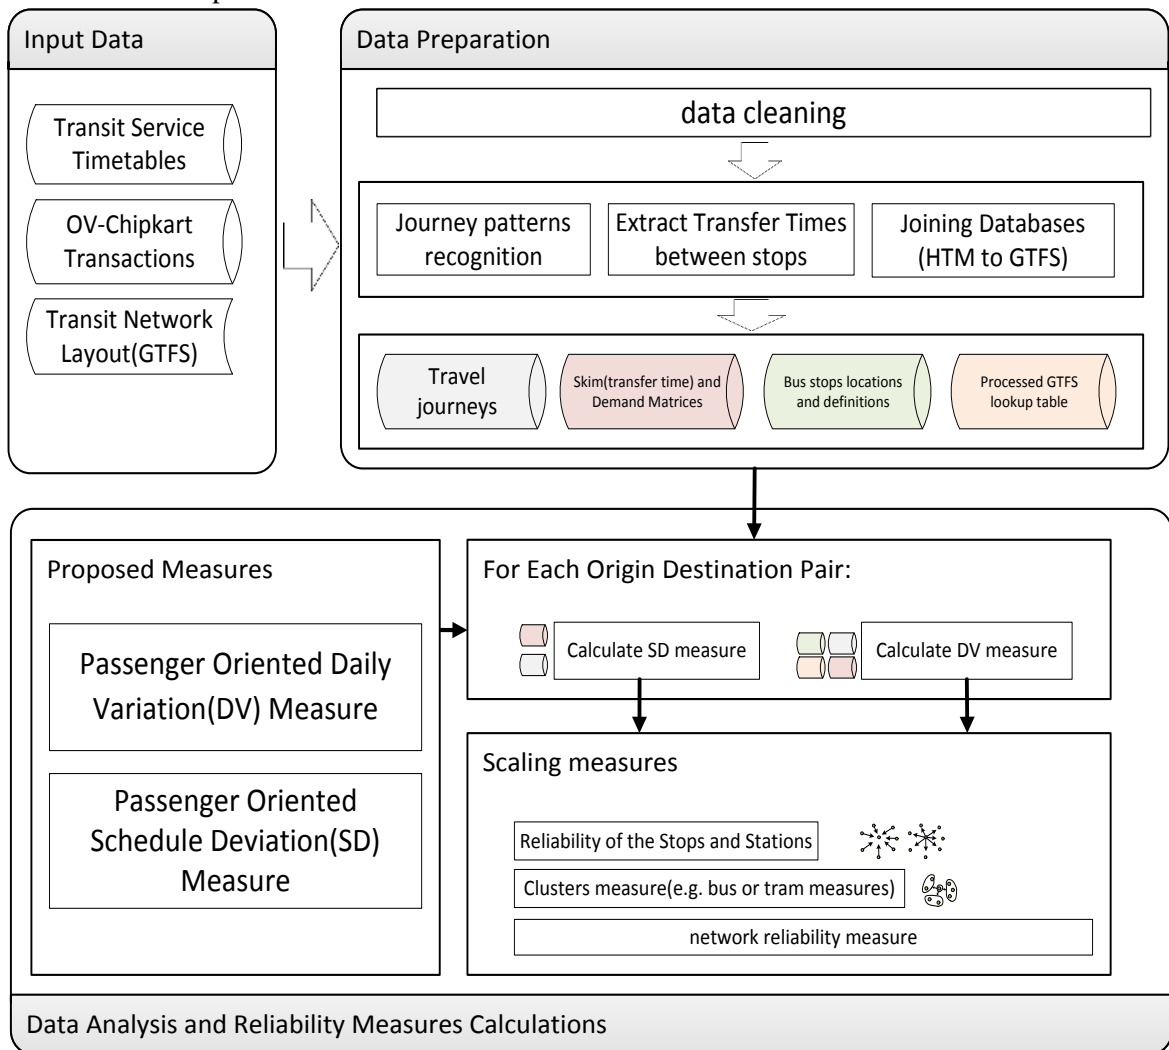 Input Data
Transit Service
Timetables
OV-Chipkart
Transactions
Transit Network
Layout(GTFS)
Data Preparation
data cleaning
Journey patterns
recognition
Extract Transfer Times
between stops
Joining Databases
(HTM to GTFS)
Travel
journeys
Skim(transfer time) and
Demand Matrices
Bus stops locations
and definitions
Processed GTFS
lookup table
Proposed Measures
Passenger Oriented Daily
Variation(DV) Measure
Passenger Oriented
Schedule Deviation(SD)
Measure
For Each Origin Destination Pair:
Calculate SD measure
Calculate DV measure
Scaling measures
Reliability of the Stops and Stations
Clusters measure(e.g. bus or tram measures)
network reliability measure
Data Analysis and Reliability Measures Calculations